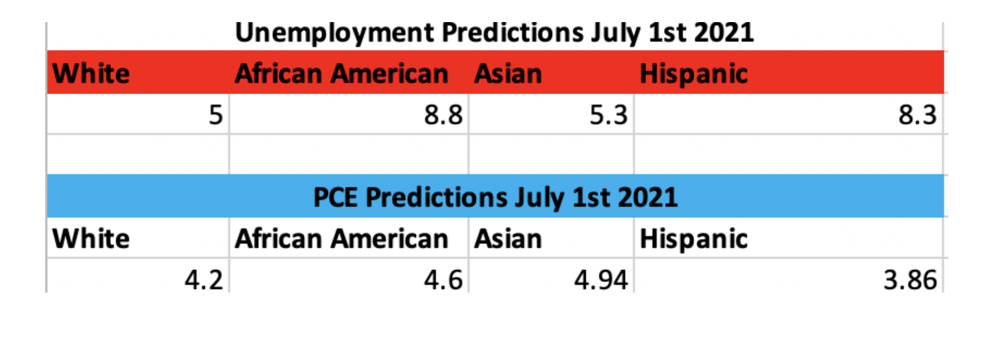 Unemployment Predictions July 1st 2021
White African American Asian Hispanic
5 8.8 5.3 8.3
PCE Predictions July 1st 2021
White African American Asian Hispanic
4.2 4.6 4.94 3.86